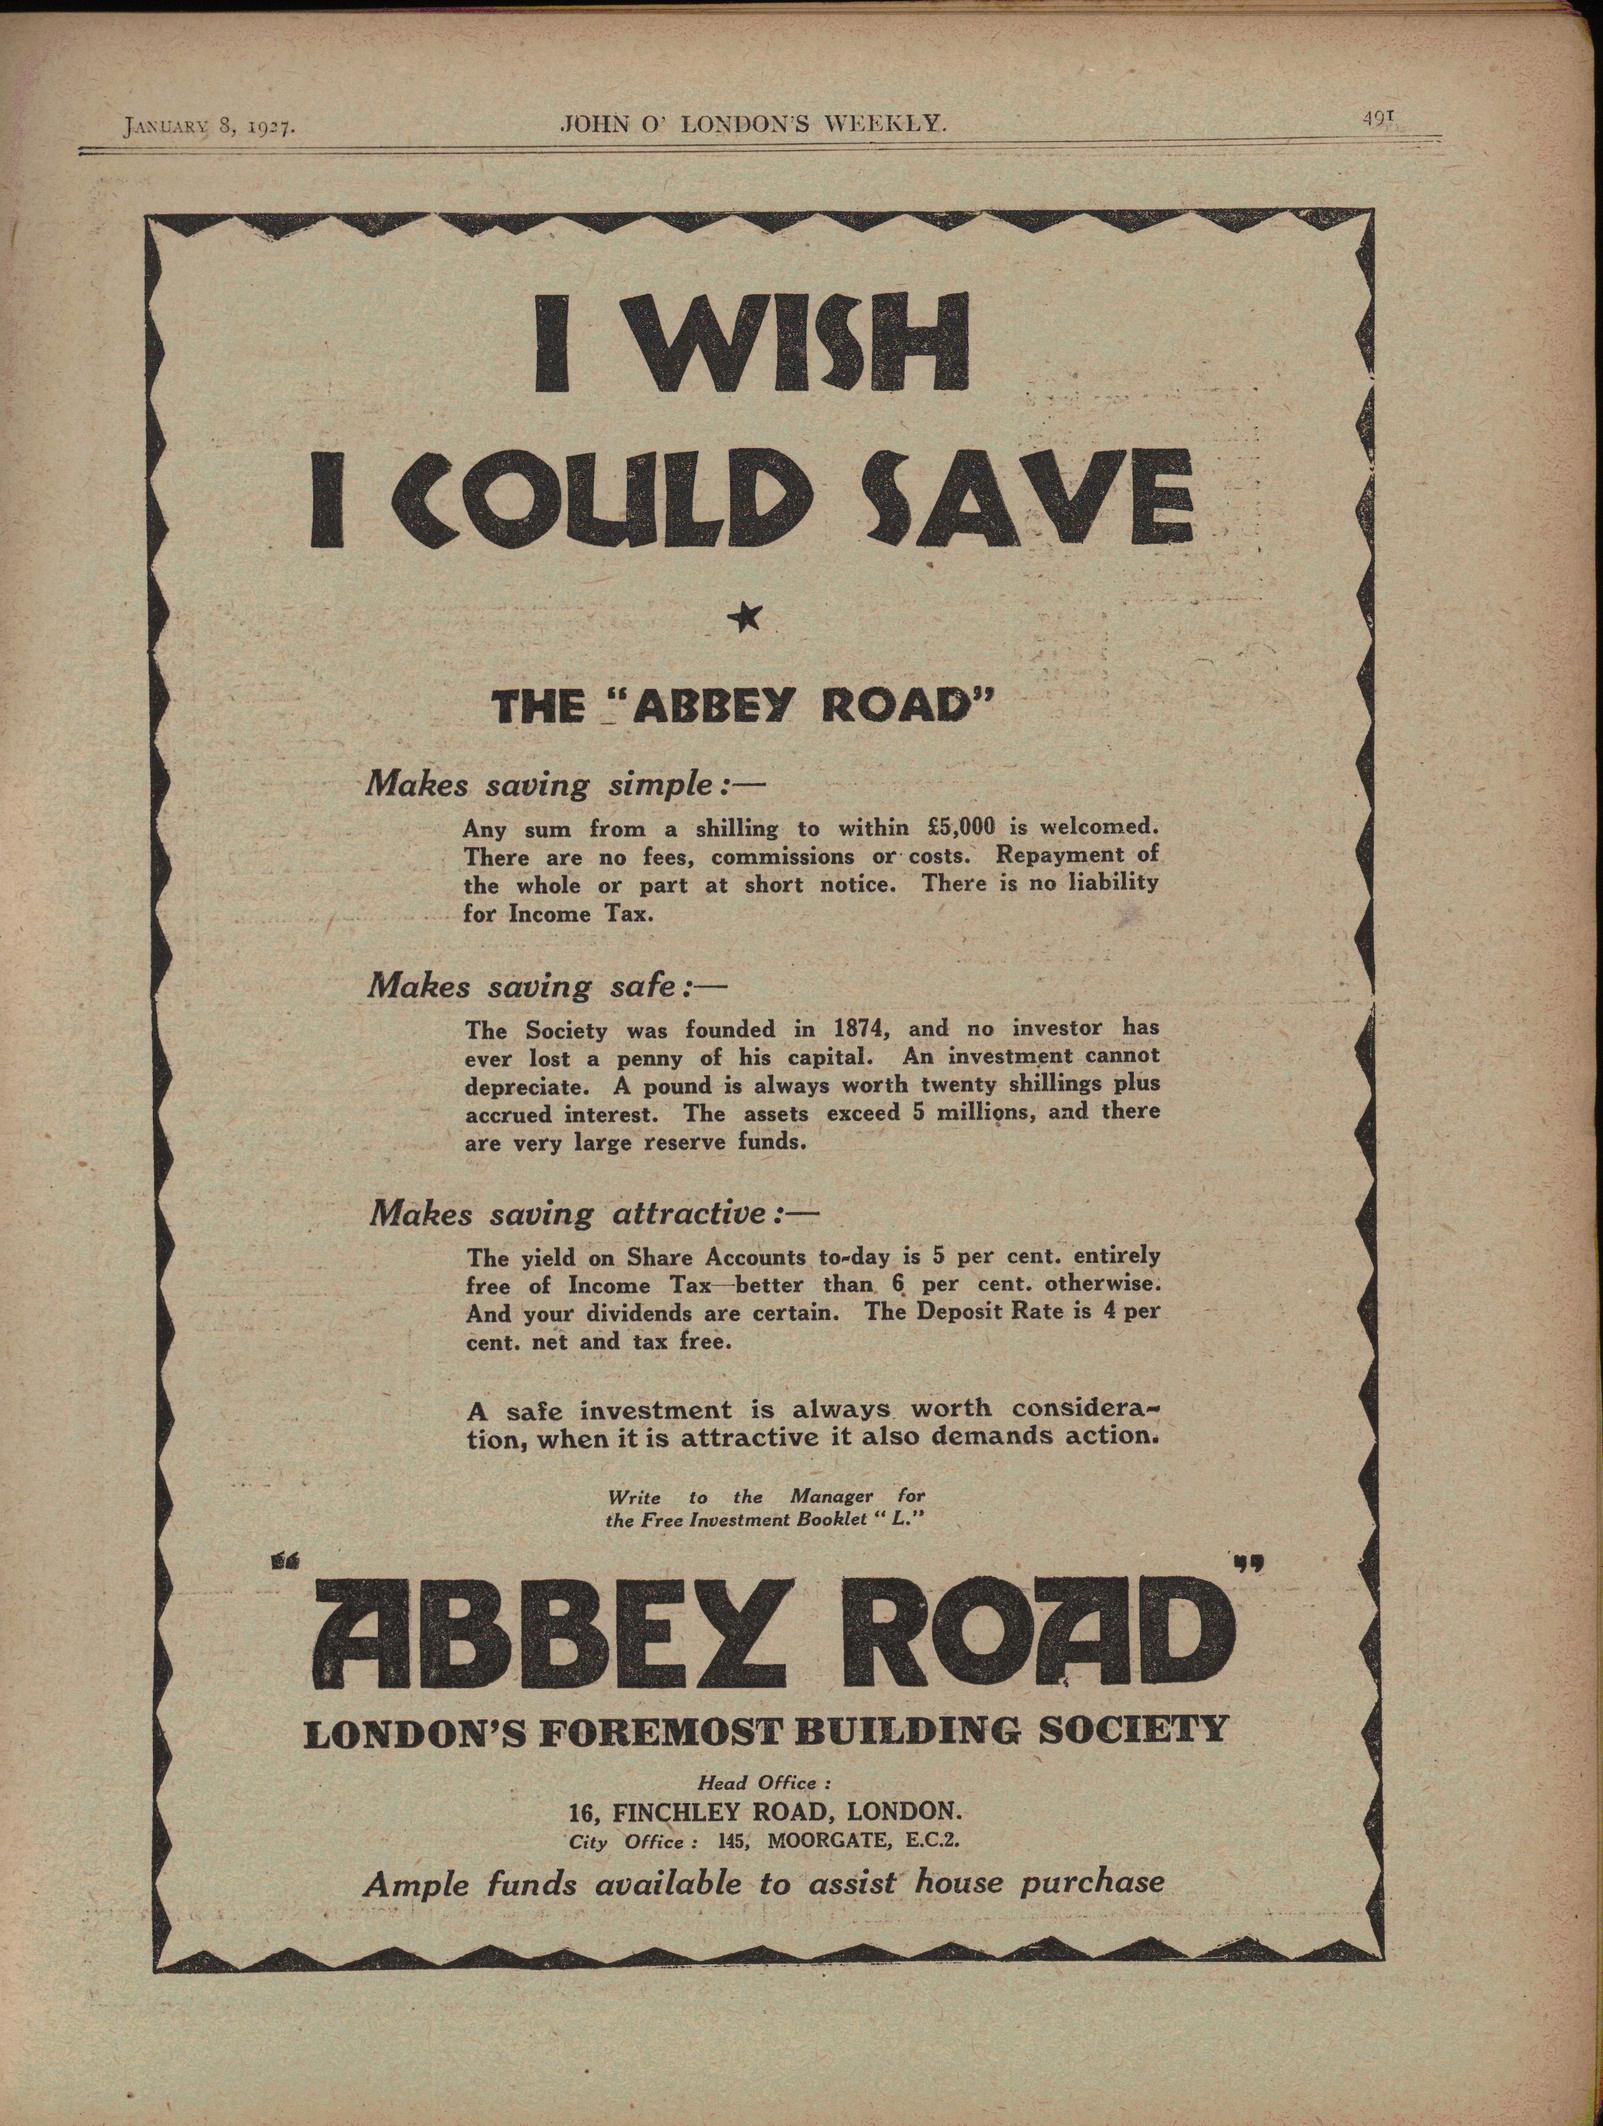 JANUARY 8, 1927.
JOHN O' LONDON'S WEEKLY.
491
I WISH
I COULD SAVE
THE "ABBEY ROAD"
Makes saving simple:—
Any sum from a shilling to within £5,000 is welcomed.
There are no fees, commissions or costs. Repayment of
the whole or part at short notice. There is no liability
for Income Tax.
Makes saving safe:—
The Society was founded in 1874, and no investor has
ever lost a penny of his capital. An investment cannot
depreciate. A pound is always worth twenty shillings plus
accrued interest. The assets exceed 5 millions, and there
are very large reserve funds.
Makes saving attractive:—
The yield on Share Accounts to-day is 5 per cent. entirely
free of Income Tax—better than 6 per cent. otherwise.
And your dividends are certain. The Deposit Rate is 4 per
cent. net and tax free.
A safe investment is always worth considera-
tion, when it is attractive it also demands action.
Write to the Manager for
the Free Investment Booklet "L."
"ABBEY ROAD"
LONDON'S FOREMOST BUILDING SOCIETY
Head Office:
16, FINCHLEY ROAD, LONDON.
City Office: 145, MOORGATE, E.C.2.
Ample funds available to assist house purchase